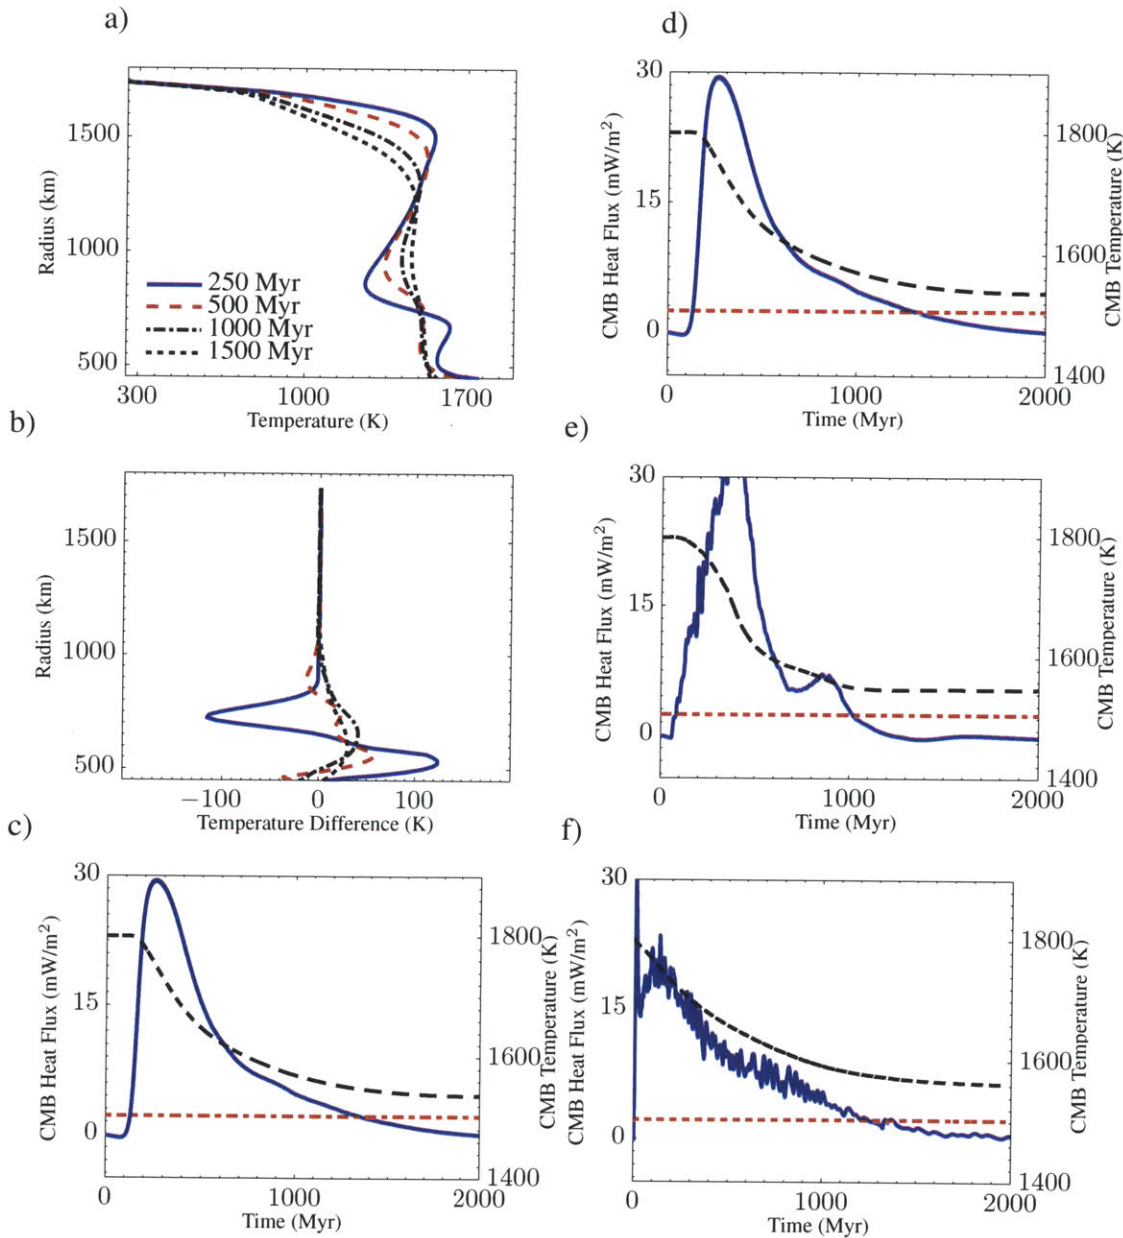 a)
1500
1000
500
Radius (km)
250 Myr
500 Myr
1000 Myr
1500 Myr
300
1000
1700
Temperature (K)
b)
1500
1000
500
Radius (km)
−100
0
100
Temperature Difference (K)
c)
30
15
0
CMB Heat Flux (mW/m²)
1800
1600
1400
CMB Temperature (K)
0
1000
2000
Time (Myr)
d)
30
15
0
CMB Heat Flux (mW/m²)
1800
1600
1400
CMB Temperature (K)
0
1000
2000
Time (Myr)
e)
30
15
0
CMB Heat Flux (mW/m²)
1800
1600
1400
CMB Temperature (K)
0
1000
2000
Time (Myr)
f)
30
15
0
CMB Heat Flux (mW/m²)
1800
1600
1400
CMB Temperature (K)
0
1000
2000
Time (Myr)